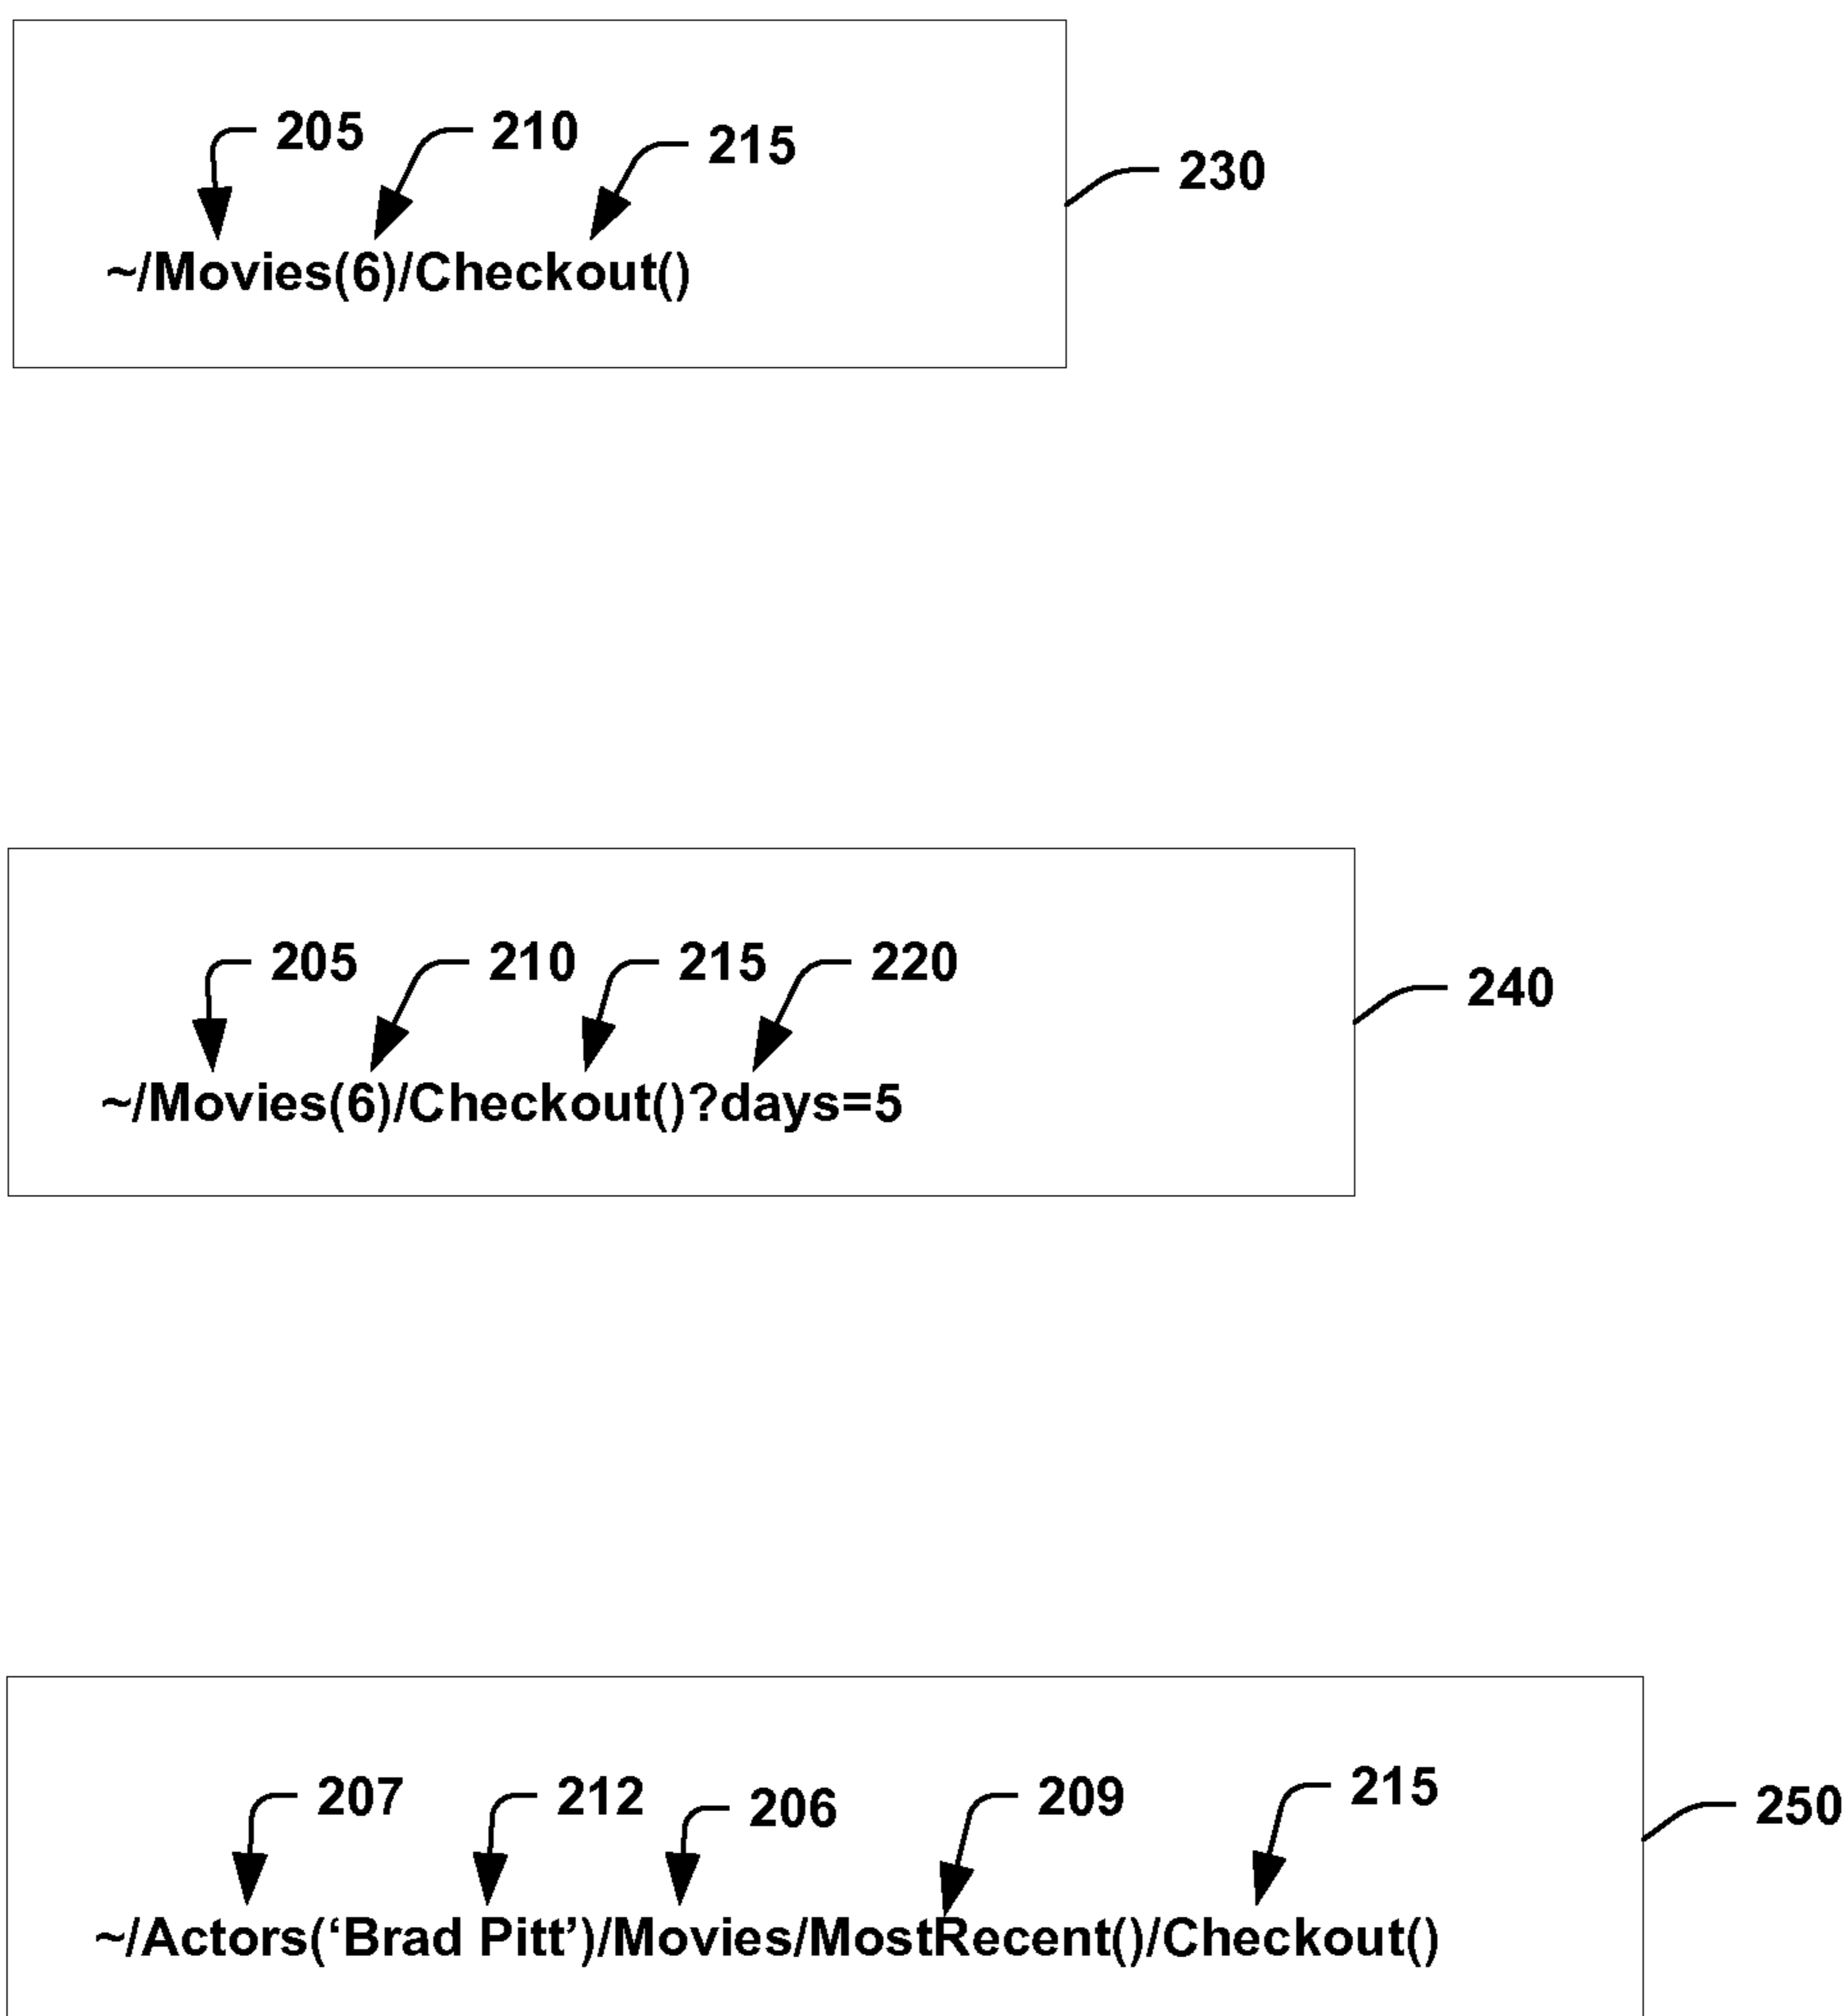 205 210 215 230
~/Movies(6)/Checkout()
205 210 215 220 240
~/Movies(6)/Checkout()?days=5
207 212 206 209 215 250
~/Actors(‘Brad Pitt’)/Movies/MostRecent()/Checkout()